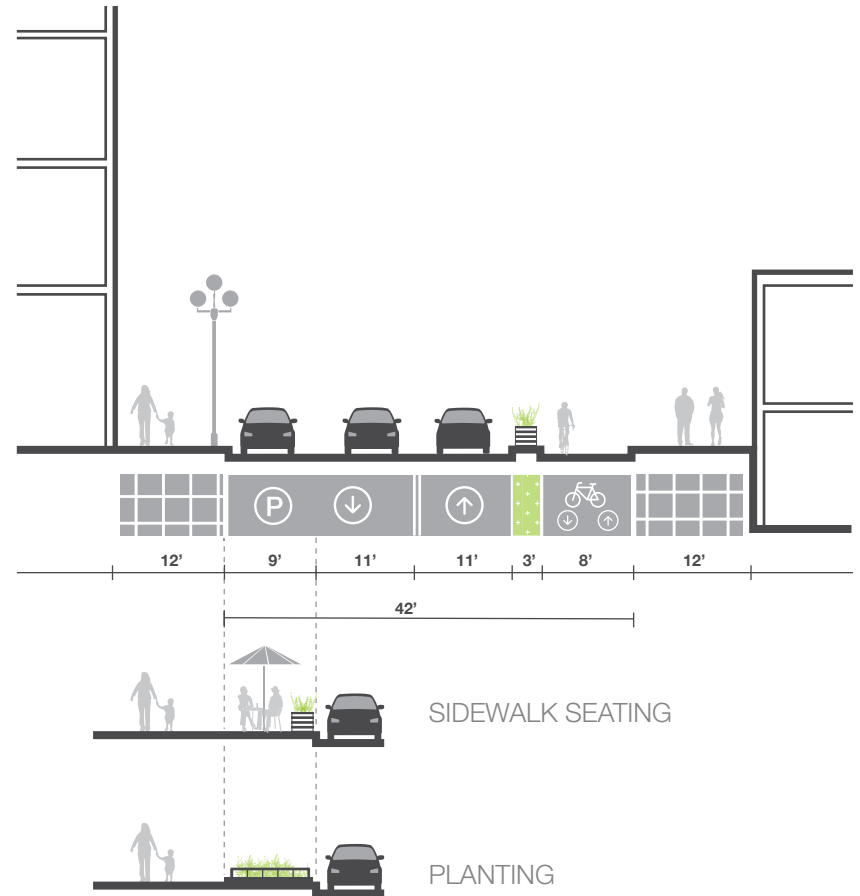 P
12’ 9’ 11’ 11’ 3’ 8’ 12’
42’
SIDEWALK SEATING
PLANTING